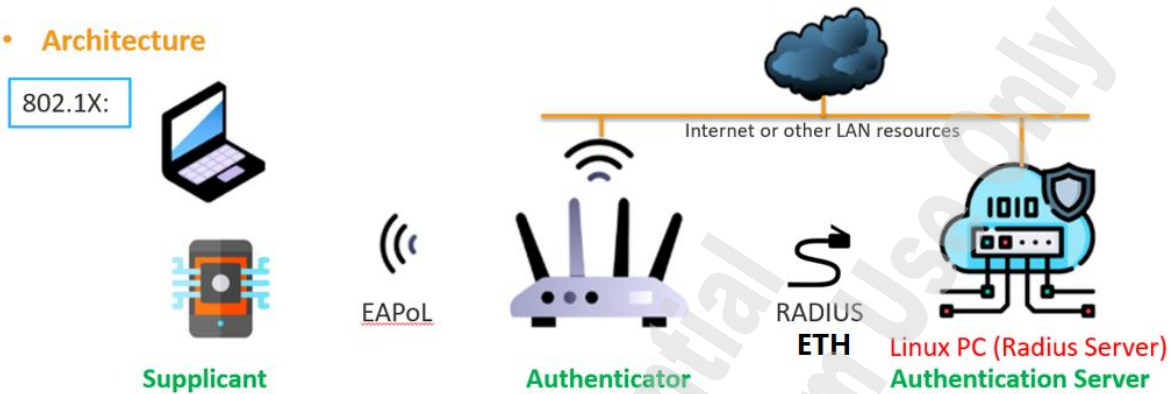 • Architecture
802.1X:
Internet or other LAN resources
1010
EAPoL
RADIUS
ETH
Linux PC (Radius Server)
Supplicant
Authenticator
Authentication Server